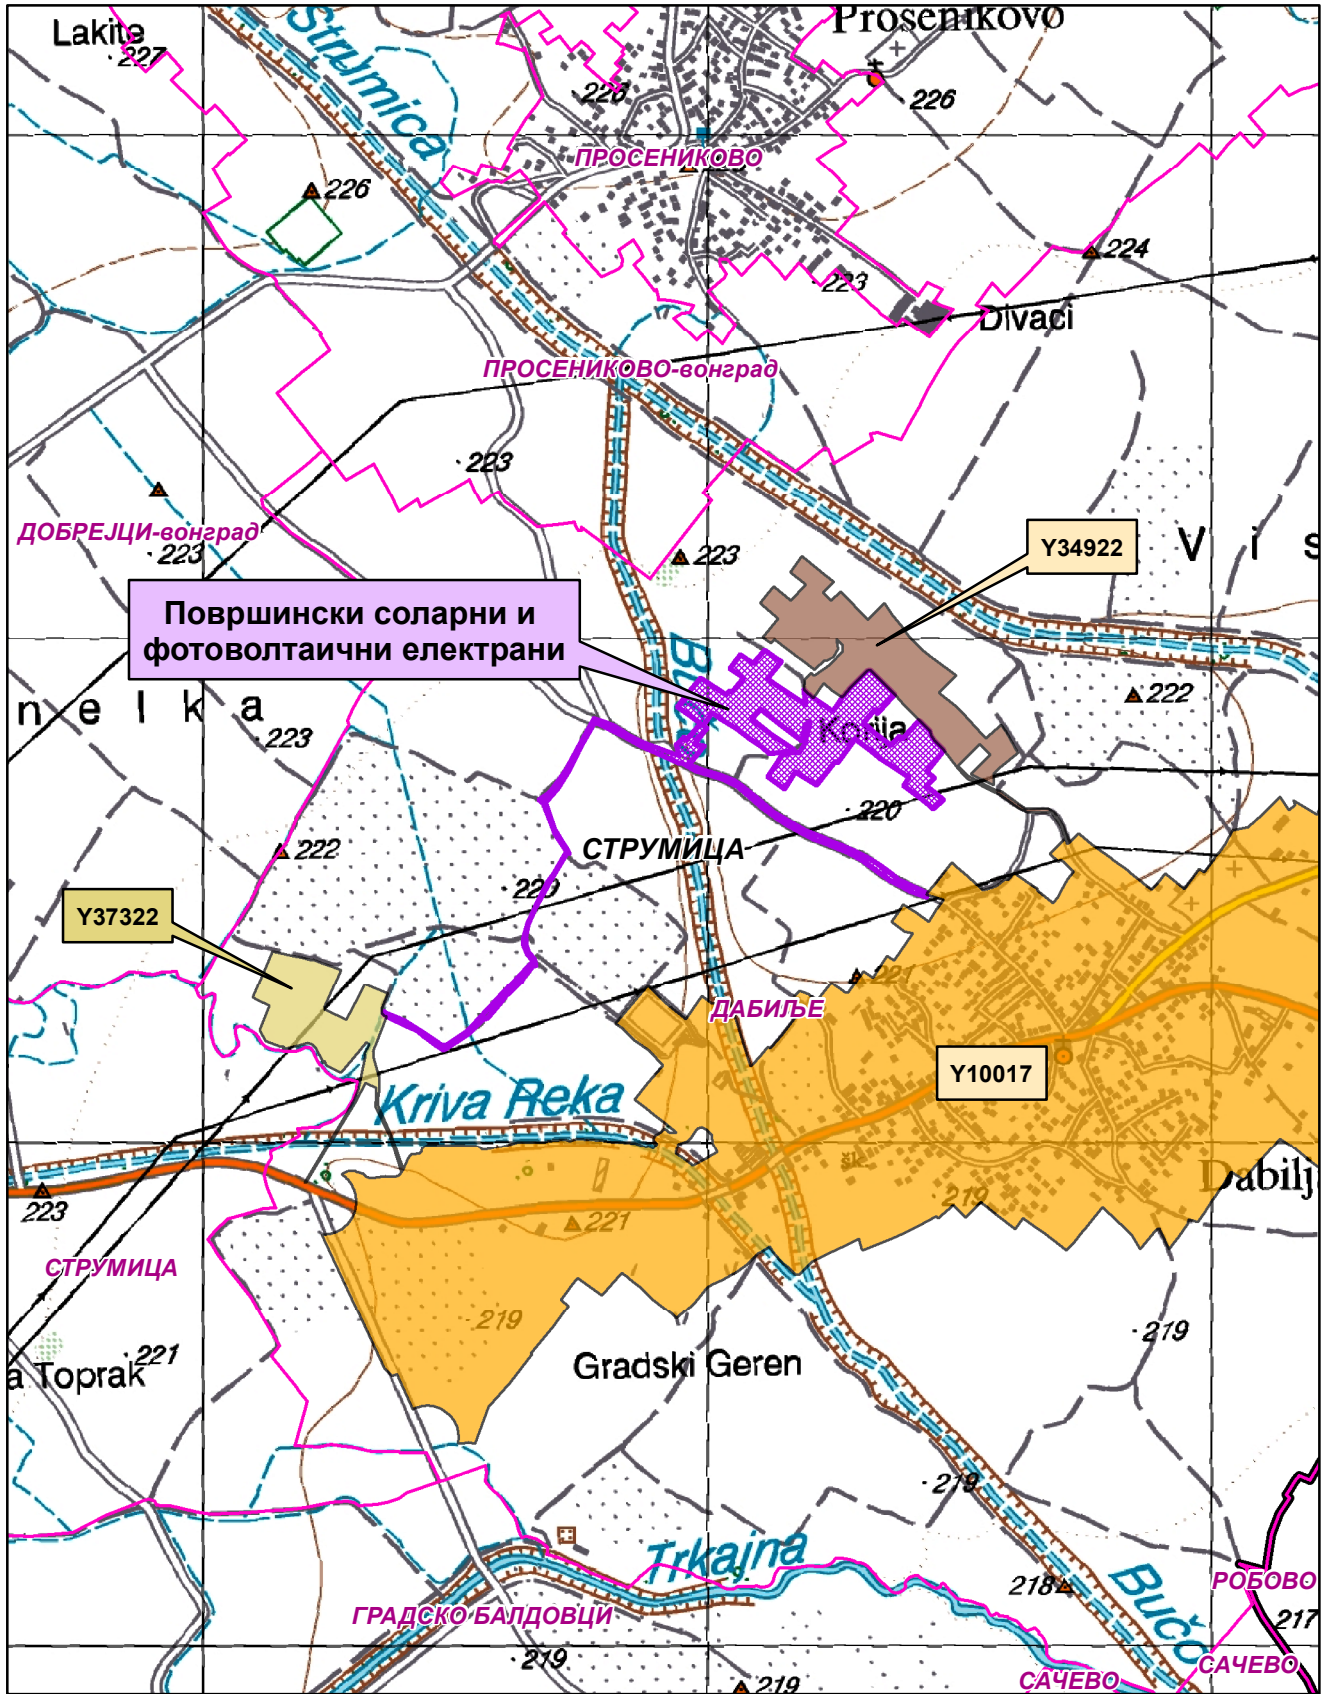 Lakite
227
Strumica
Prosenikovo
226
226
ПРОСЕНИКОВО
226
224
223
Divaci
ПРОСЕНИКОВО-вонград
223
ДОБРЕЈЦИ-вонград
223
223
Y34922
V i s
Површински соларни и
фотоволтаични електрани
n e l k a
223
222
Korija
220
СТРУМИЦА
222
220
Y37322
221
ДАБИЉЕ
Y10017
Kriva Reka
šk.
Dabilj
219
223
221
СТРУМИЦА
219
219
221
a Toprak
Gradski Geren
219
Trkajna
218
Bučo
РОБОВО
ГРАДСКО БАЛДОВЦИ
217
219
САЧЕВО
САЧЕВО
219